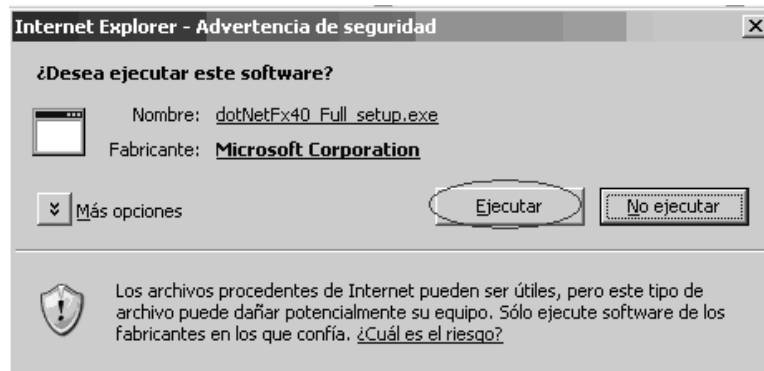 Internet Explorer - Advertencia de seguridad
¿Desea ejecutar este software?
Nombre: dotNetFx40_Full_setup.exe
Fabricante: Microsoft Corporation
Más opciones
Ejecutar
No ejecutar
Los archivos procedentes de Internet pueden ser útiles, pero este tipo de
archivo puede dañar potencialmente su equipo. Sólo ejecute software de los
fabricantes en los que confía. ¿Cuál es el riesgo?